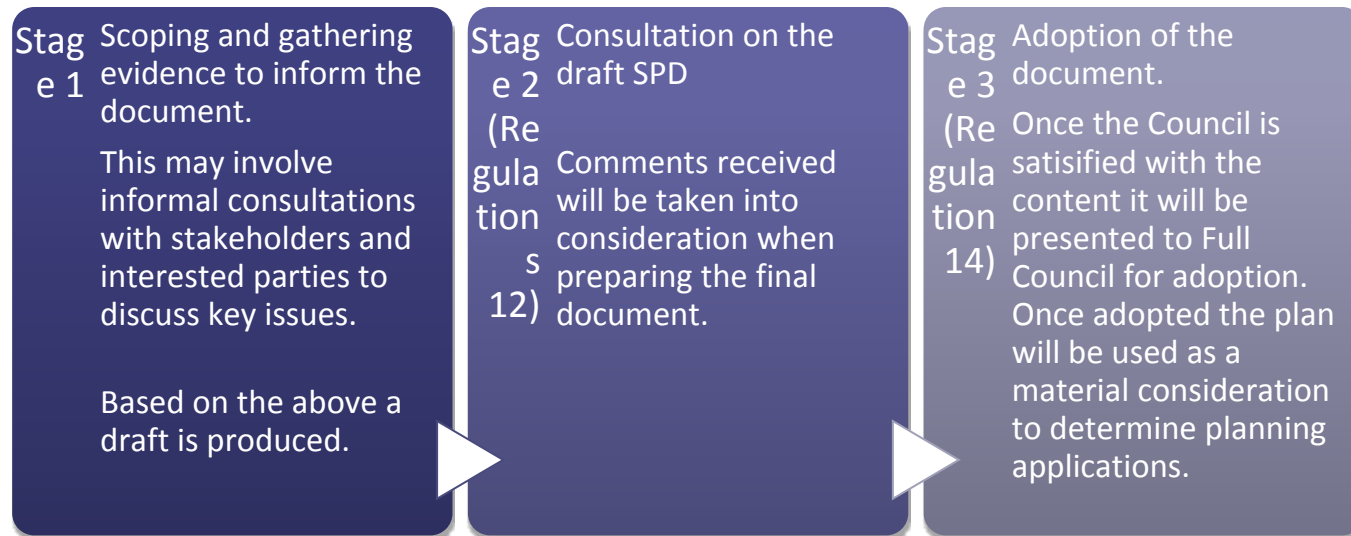 Stag
e 1
Scoping and gathering
evidence to inform the
document.
This may involve
informal consultations
with stakeholders and
interested parties to
discuss key issues.
Based on the above a
draft is produced.
Stag
e 2
(Re
gula
tion
s
12)
Consultation on the
draft SPD
Comments received
will be taken into
consideration when
preparing the final
document.
Stag
e 3
(Re
gula
tion
14)
Adoption of the
document.
Once the Council is
satisified with the
content it will be
presented to Full
Council for adoption.
Once adopted the plan
will be used as a
material consideration
to determine planning
applications.